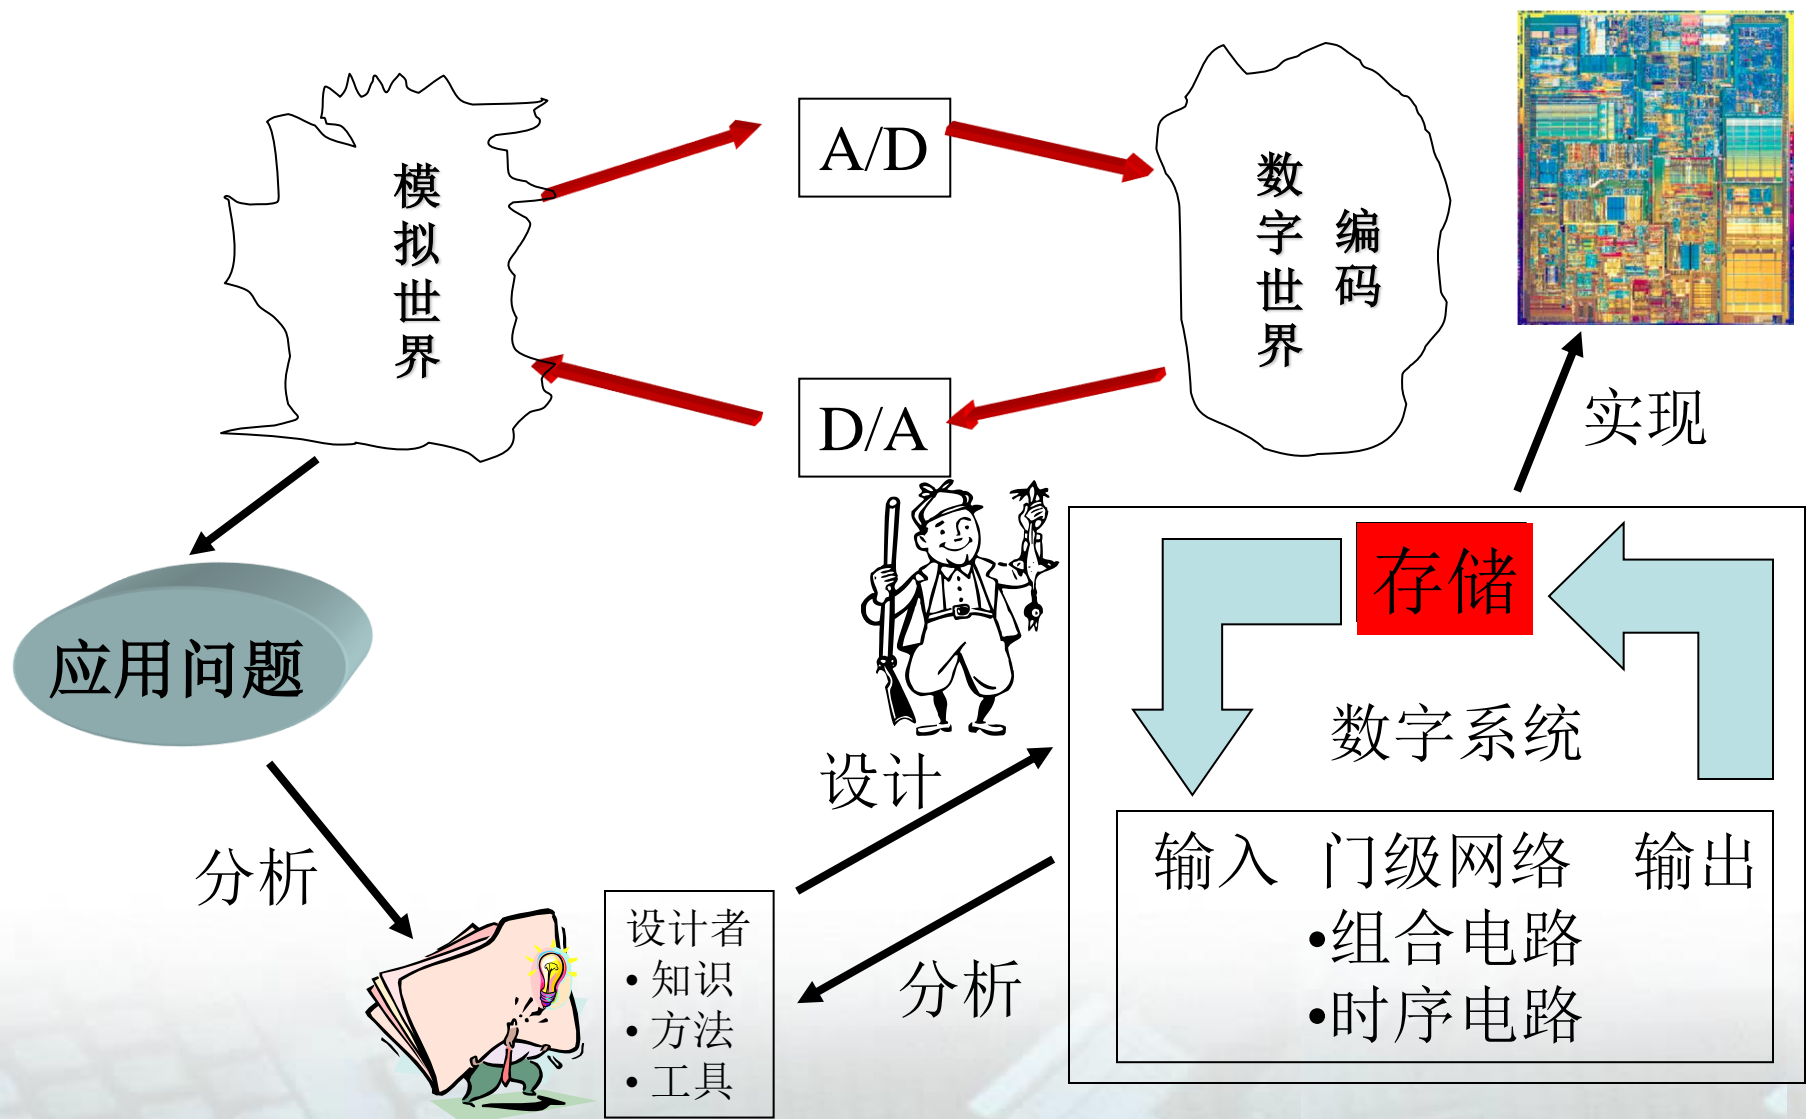 模拟世界
A/D
数字世界
编码
D/A
实现
应用问题
存储
数字系统
设计
分析
输入 门级网络 输出
•组合电路
•时序电路
设计者
• 知识
• 方法
• 工具
分析